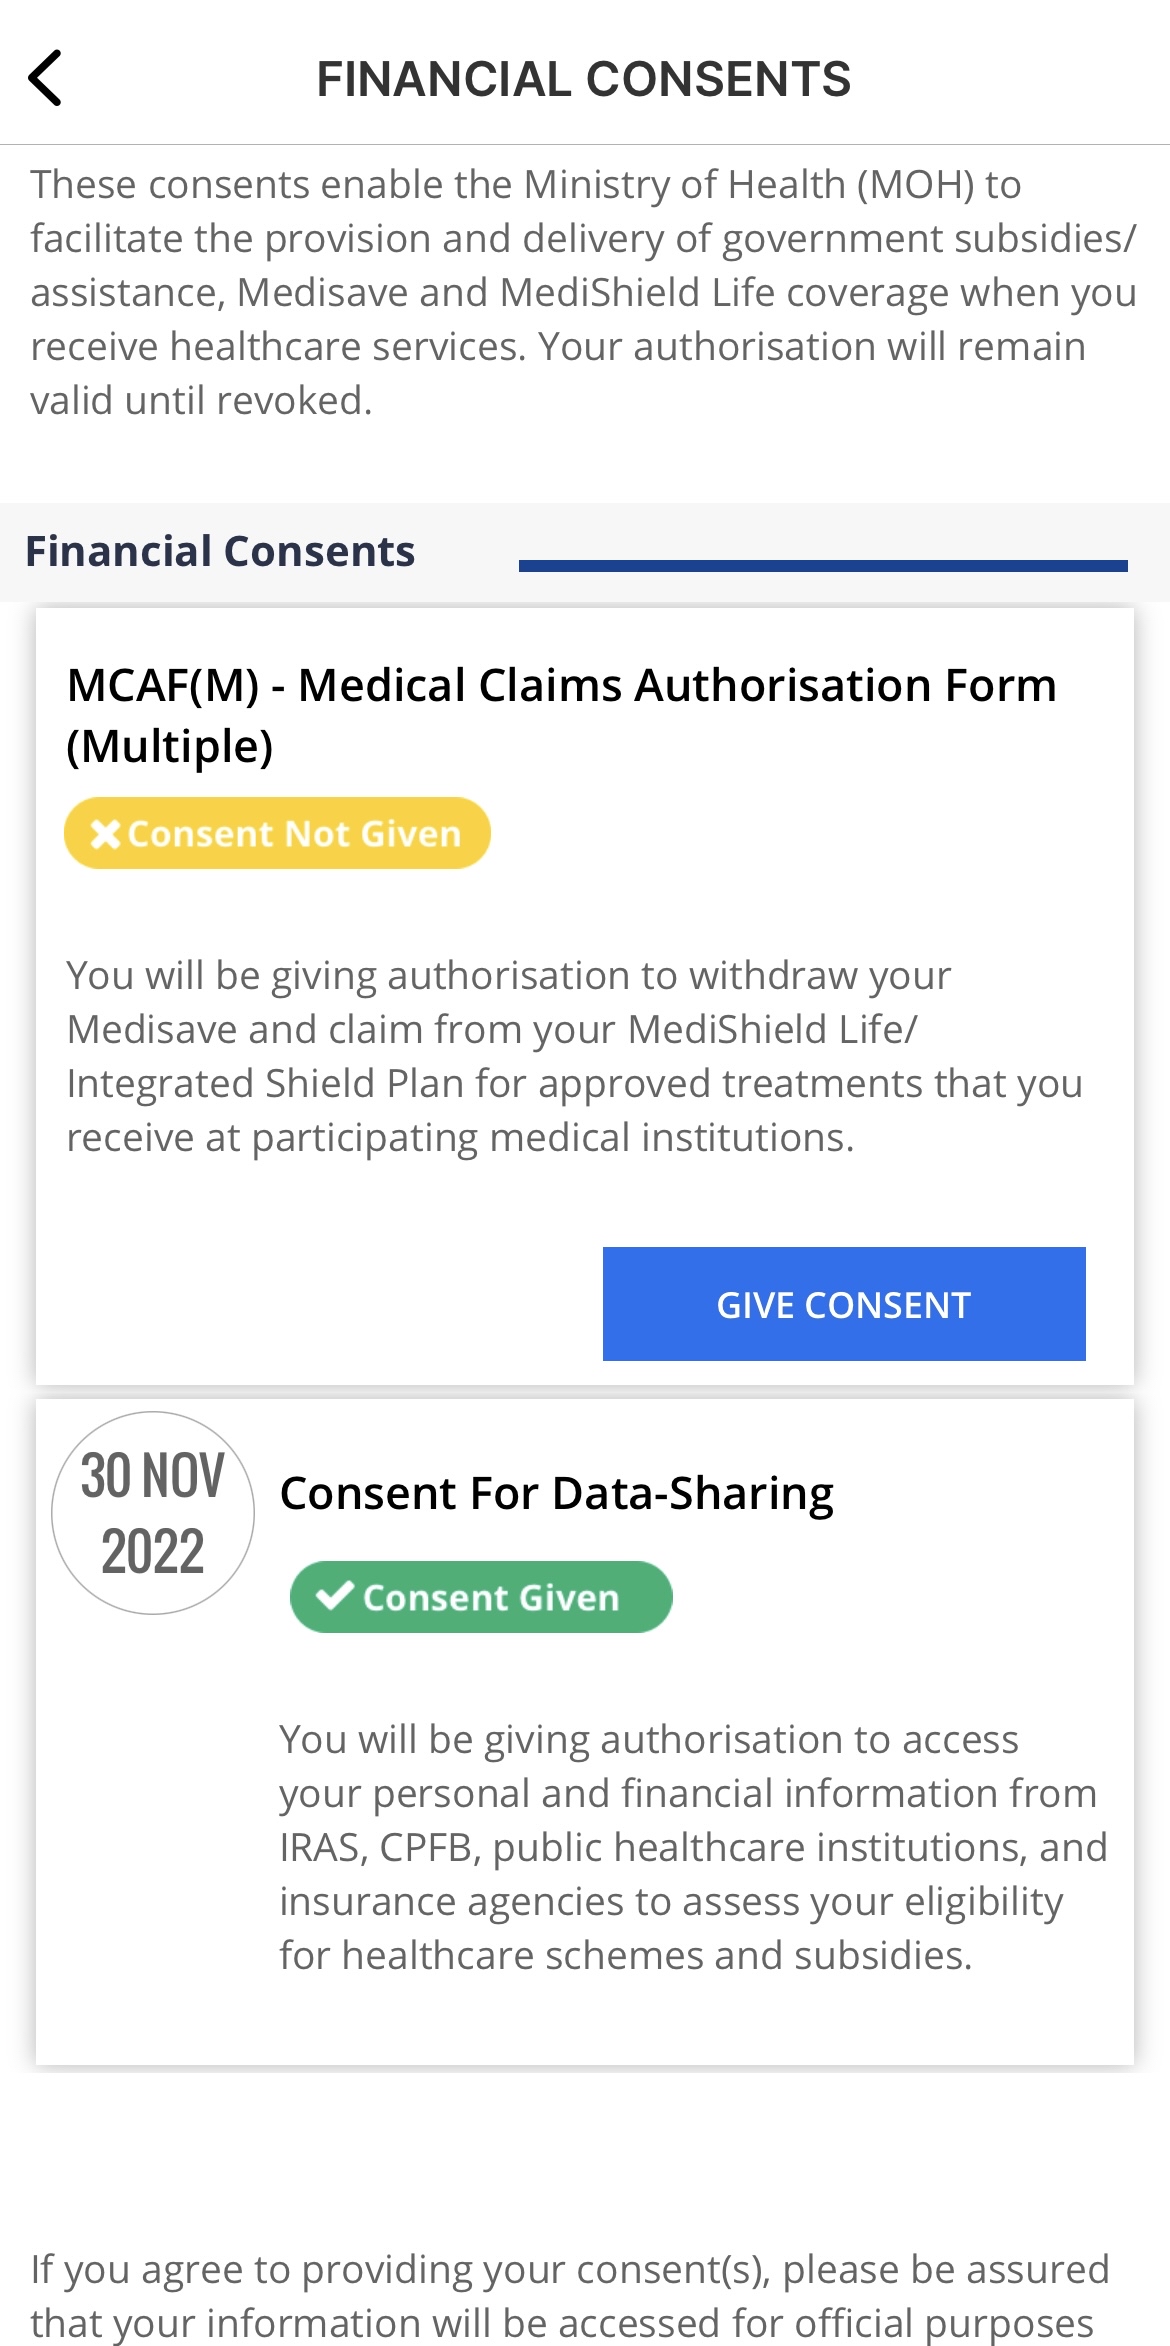 FINANCIAL CONSENTS
These consents enable the Ministry of Health (MOH) to
facilitate the provision and delivery of government subsidies/
assistance, Medisave and MediShield Life coverage when you
receive healthcare services. Your authorisation will remain
valid until revoked.
Financial Consents
MCAF(M) - Medical Claims Authorisation Form
(Multiple)
Consent Not Given
You will be giving authorisation to withdraw your
Medisave and claim from your MediShield Life/
Integrated Shield Plan for approved treatments that you
receive at participating medical institutions.
GIVE CONSENT
30 NOV
2022
Consent For Data-Sharing
Consent Given
You will be giving authorisation to access
your personal and financial information from
IRAS, CPFB, public healthcare institutions, and
insurance agencies to assess your eligibility
for healthcare schemes and subsidies.
If you agree to providing your consent(s), please be assured
that your information will be accessed for official purposes